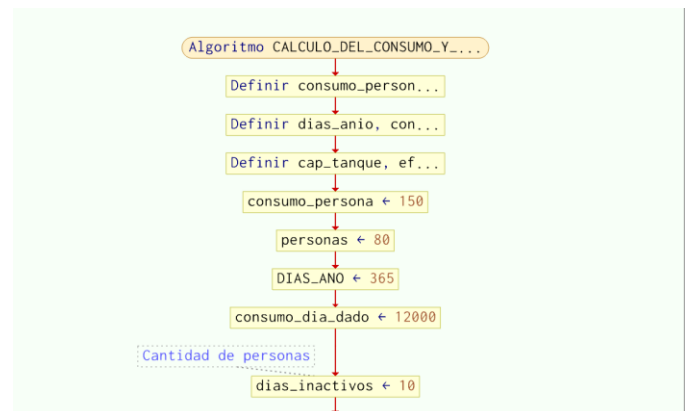 Algoritmo CALCULO_DEL_CONSUMO_Y_...
Definir consumo_person...
Definir dias_anio, con...
Definir cap_tanque, ef...
consumo_persona ← 150
personas ← 80
DIAS_ANO ← 365
consumo_dia_dado ← 12000
Cantidad de personas
dias_inactivos ← 10